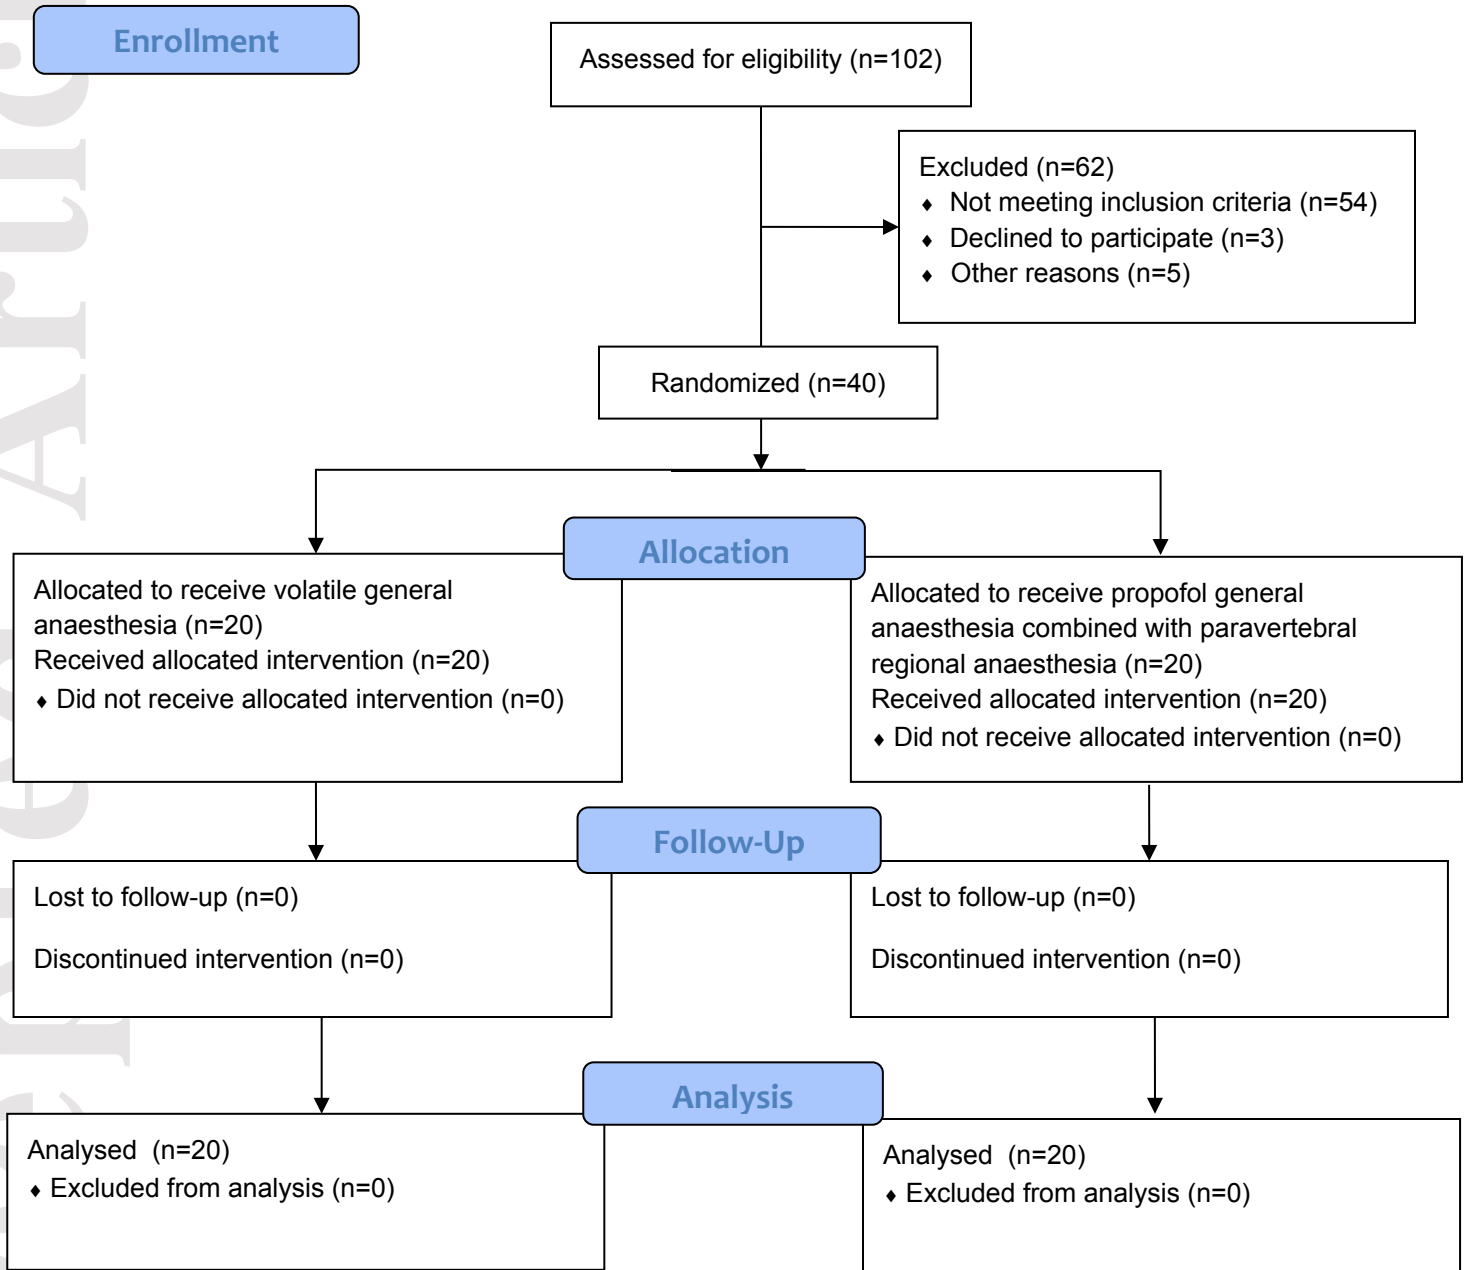 Enrollment
Assessed for eligibility (n=102)
Excluded (n=62)
♦ Not meeting inclusion criteria (n=54)
♦ Declined to participate (n=3)
♦ Other reasons (n=5)
Randomized (n=40)
Allocation
Allocated to receive volatile general
anaesthesia (n=20)
Received allocated intervention (n=20)
♦ Did not receive allocated intervention (n=0)
Allocated to receive propofol general
anaesthesia combined with paravertebral
regional anaesthesia (n=20)
Received allocated intervention (n=20)
♦ Did not receive allocated intervention (n=0)
Follow-Up
Lost to follow-up (n=0)
Discontinued intervention (n=0)
Lost to follow-up (n=0)
Discontinued intervention (n=0)
Analysis
Analysed  (n=20)
♦ Excluded from analysis (n=0)
Analysed  (n=20)
♦ Excluded from analysis (n=0)